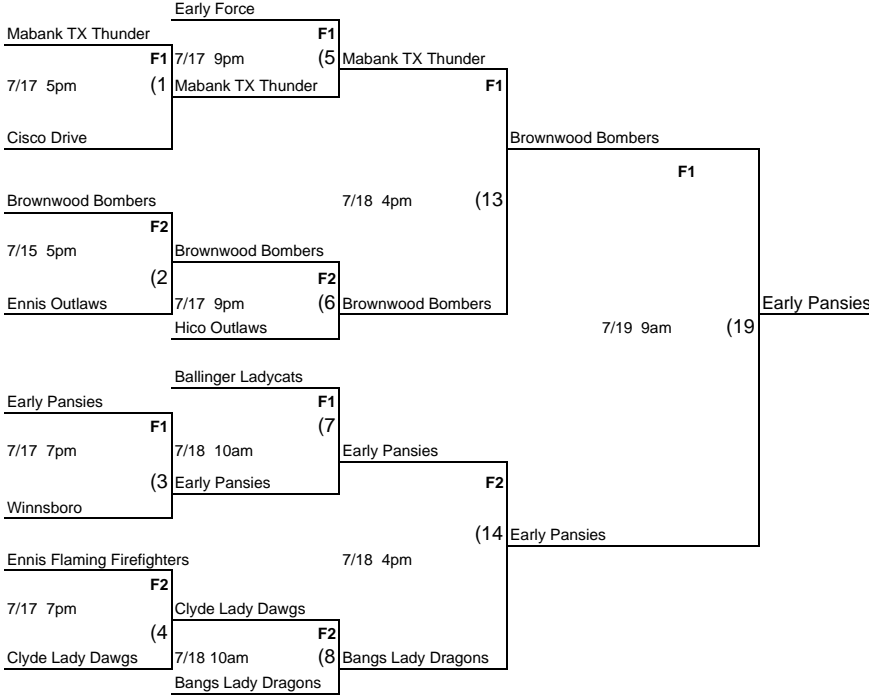 Early Force
Mabank TX Thunder
F1
F1 7/17 9pm (5 Mabank TX Thunder
7/17 5pm (1 Mabank TX Thunder
F1
Cisco Drive
Brownwood Bombers
F1
Brownwood Bombers
7/18 4pm (13
F2
7/15 5pm
Brownwood Bombers
(2
F2
Ennis Outlaws
7/17 9pm (6 Brownwood Bombers
Early Pansies
Hico Outlaws
7/19 9am (19
Ballinger Ladycats
Early Pansies
F1
F1
(7
7/17 7pm
7/18 10am
Early Pansies
(3 Early Pansies
F2
Winnsboro
(14 Early Pansies
Ennis Flaming Firefighters
7/18 4pm
F2
7/17 7pm
Clyde Lady Dawgs
(4
F2
Clyde Lady Dawgs
7/18 10am (8 Bangs Lady Dragons
Bangs Lady Dragons